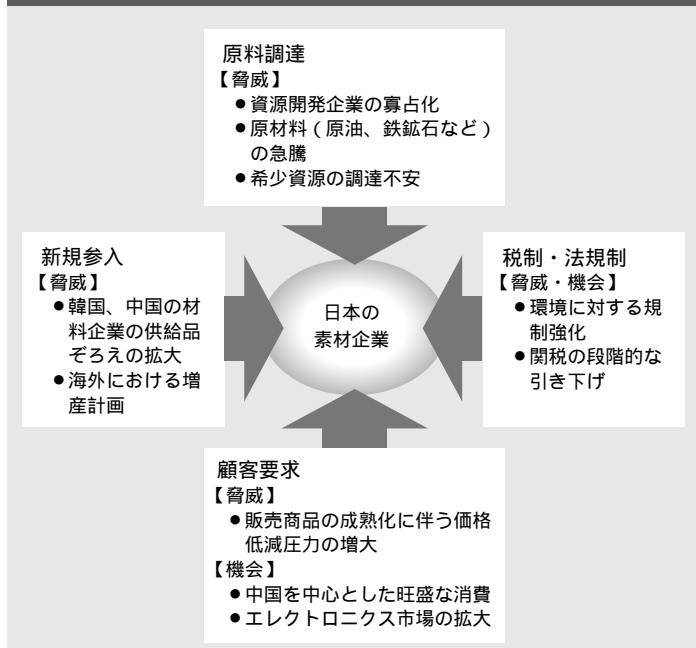 原料調達
【脅威】
●資源開発企業の寡占化
●原材料（原油、鉄鉱石など）
の急騰
●希少資源の調達不安
新規参入
【脅威】
●韓国、中国の材
料企業の供給品
ぞろえの拡大
●海外における増
産計画
日本の
素材企業
税制・法規制
【脅威・機会】
●環境に対する規
制強化
●関税の段階的な
引き下げ
顧客要求
【脅威】
●販売商品の成熟化に伴う価格
低減圧力の増大
【機会】
●中国を中心とした旺盛な消費
●エレクトロニクス市場の拡大